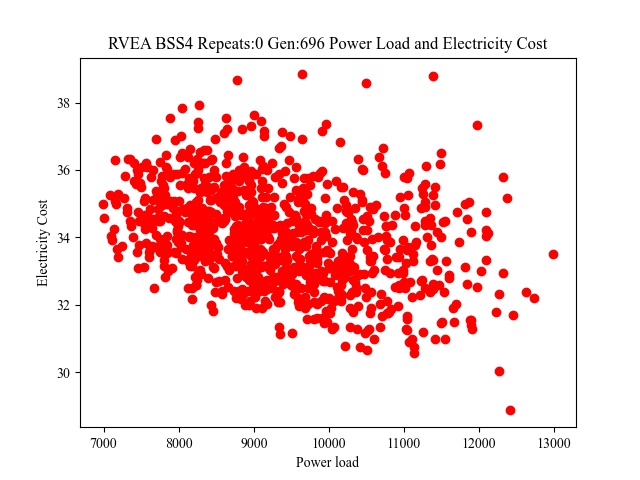 RVEA BSS4 Repeats:0 Gen:696 Power Load and Electricity Cost
38
36
34
32
30
Electricity Cost
7000 8000 9000 10000 11000 12000 13000
Power load